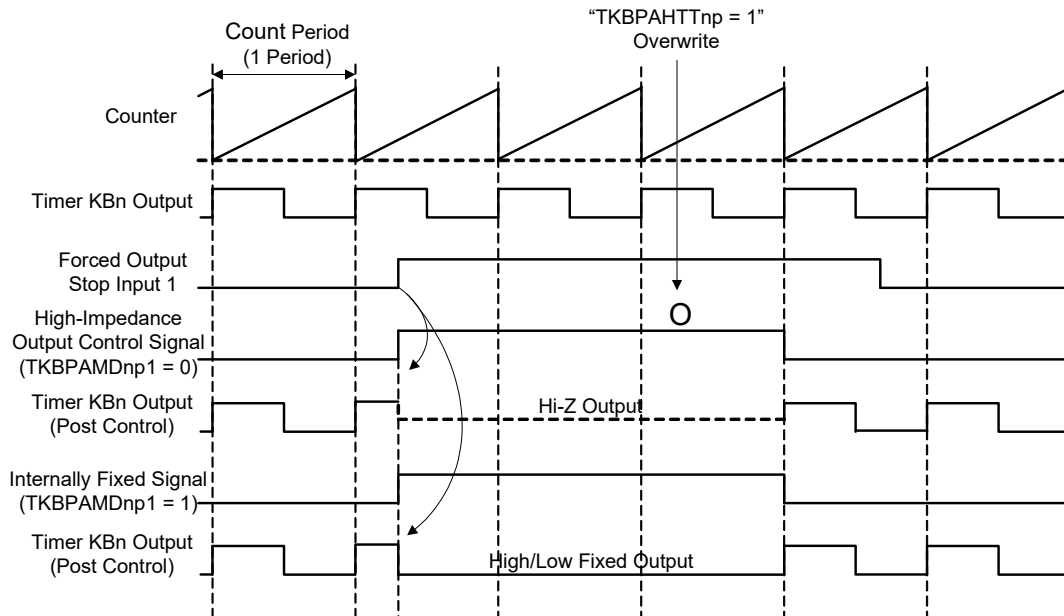 “TKBPAHTTnp = 1”
Overwrite
Count Period
(1 Period)
Counter
Timer KBn Output
Forced Output
Stop Input 1
High-Impedance
Output Control Signal
(TKBPAMDnp1 = 0)
O
Timer KBn Output
(Post Control)
Hi-Z Output
Internally Fixed Signal
(TKBPAMDnp1 = 1)
Timer KBn Output
(Post Control)
High/Low Fixed Output